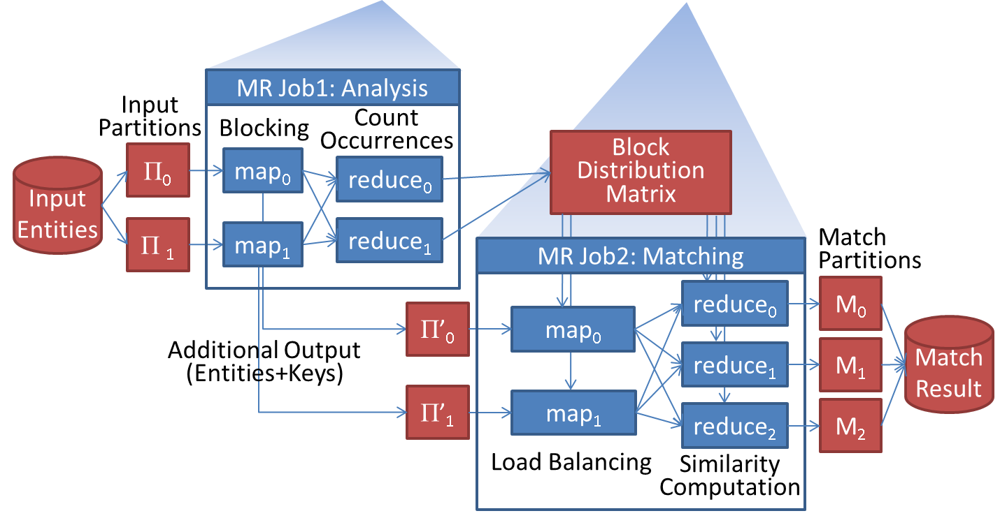 MR Job1: Analysis
Input
Partitions
Blocking
Count
Occurrences
Π0
map0
reduce0
Input
Entities
Π 1
map1
reduce1
Block
Distribution
Matrix
MR Job2: Matching
Match
Partitions
Additional Output
(Entities+Keys)
Π’0
map0
reduce0
M0
reduce1
M1
Match
Result
Π’1
map1
reduce2
M2
Load Balancing
Similarity
Computation